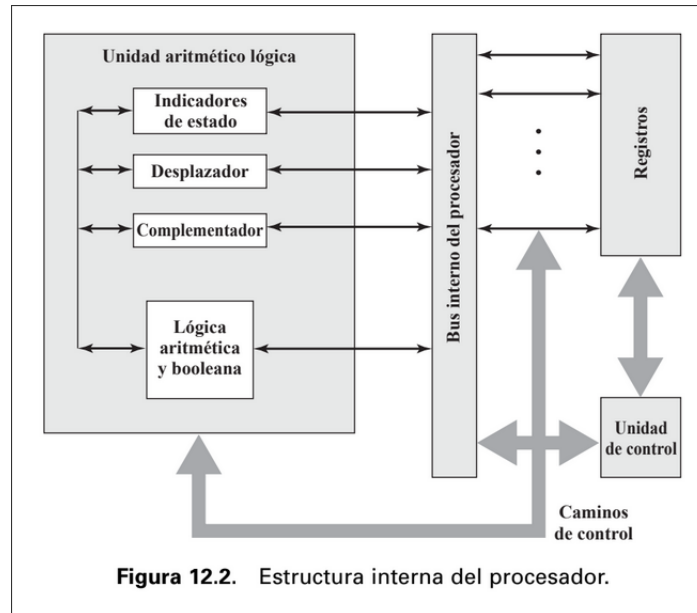 Unidad aritmético lógica
Indicadores
de estado
Desplazador
Complementador
Lógica
aritmética
y booleana
Bus interno del procesador
Registros
Unidad
de control
Caminos
de control
Figura 12.2. Estructura interna del procesador.